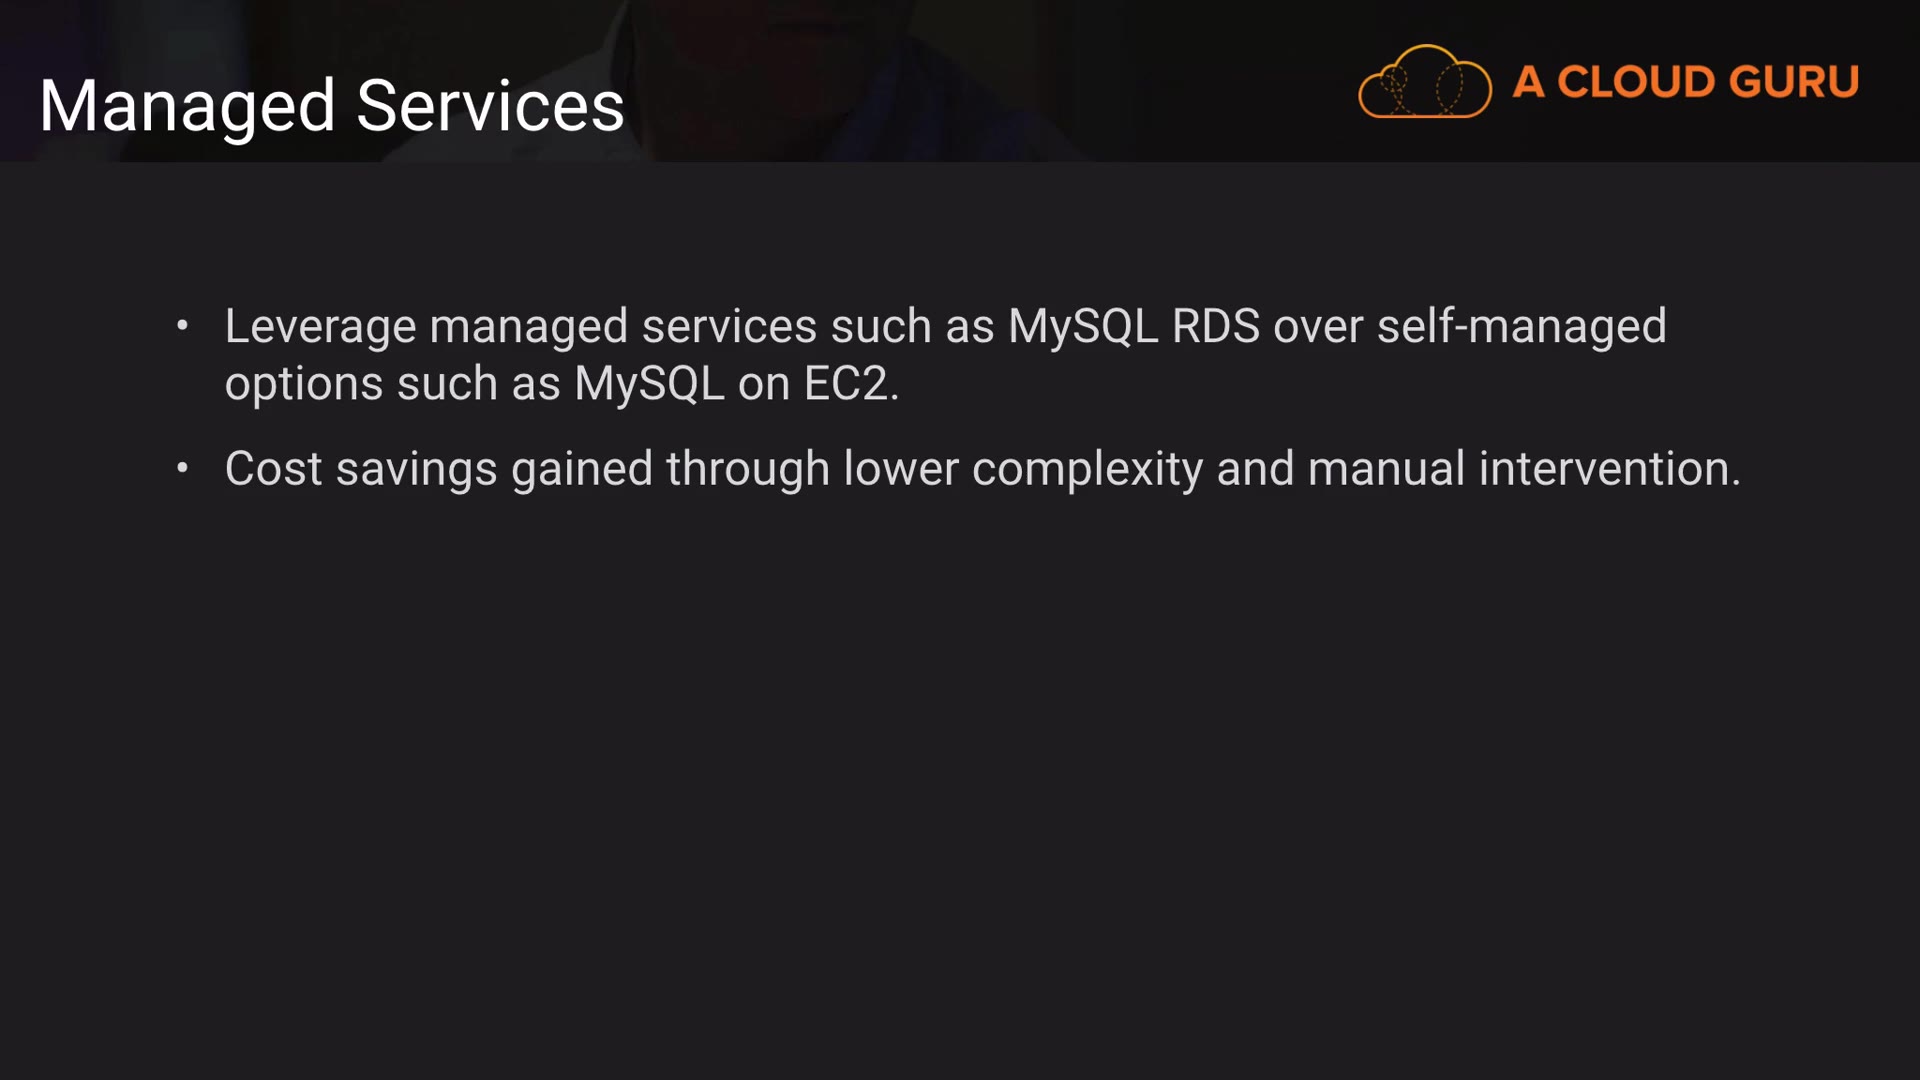 Managed Services
A CLOUD GURU
• Leverage managed services such as MySQL RDS over self-managed
options such as MySQL on EC2.
• Cost savings gained through lower complexity and manual intervention.